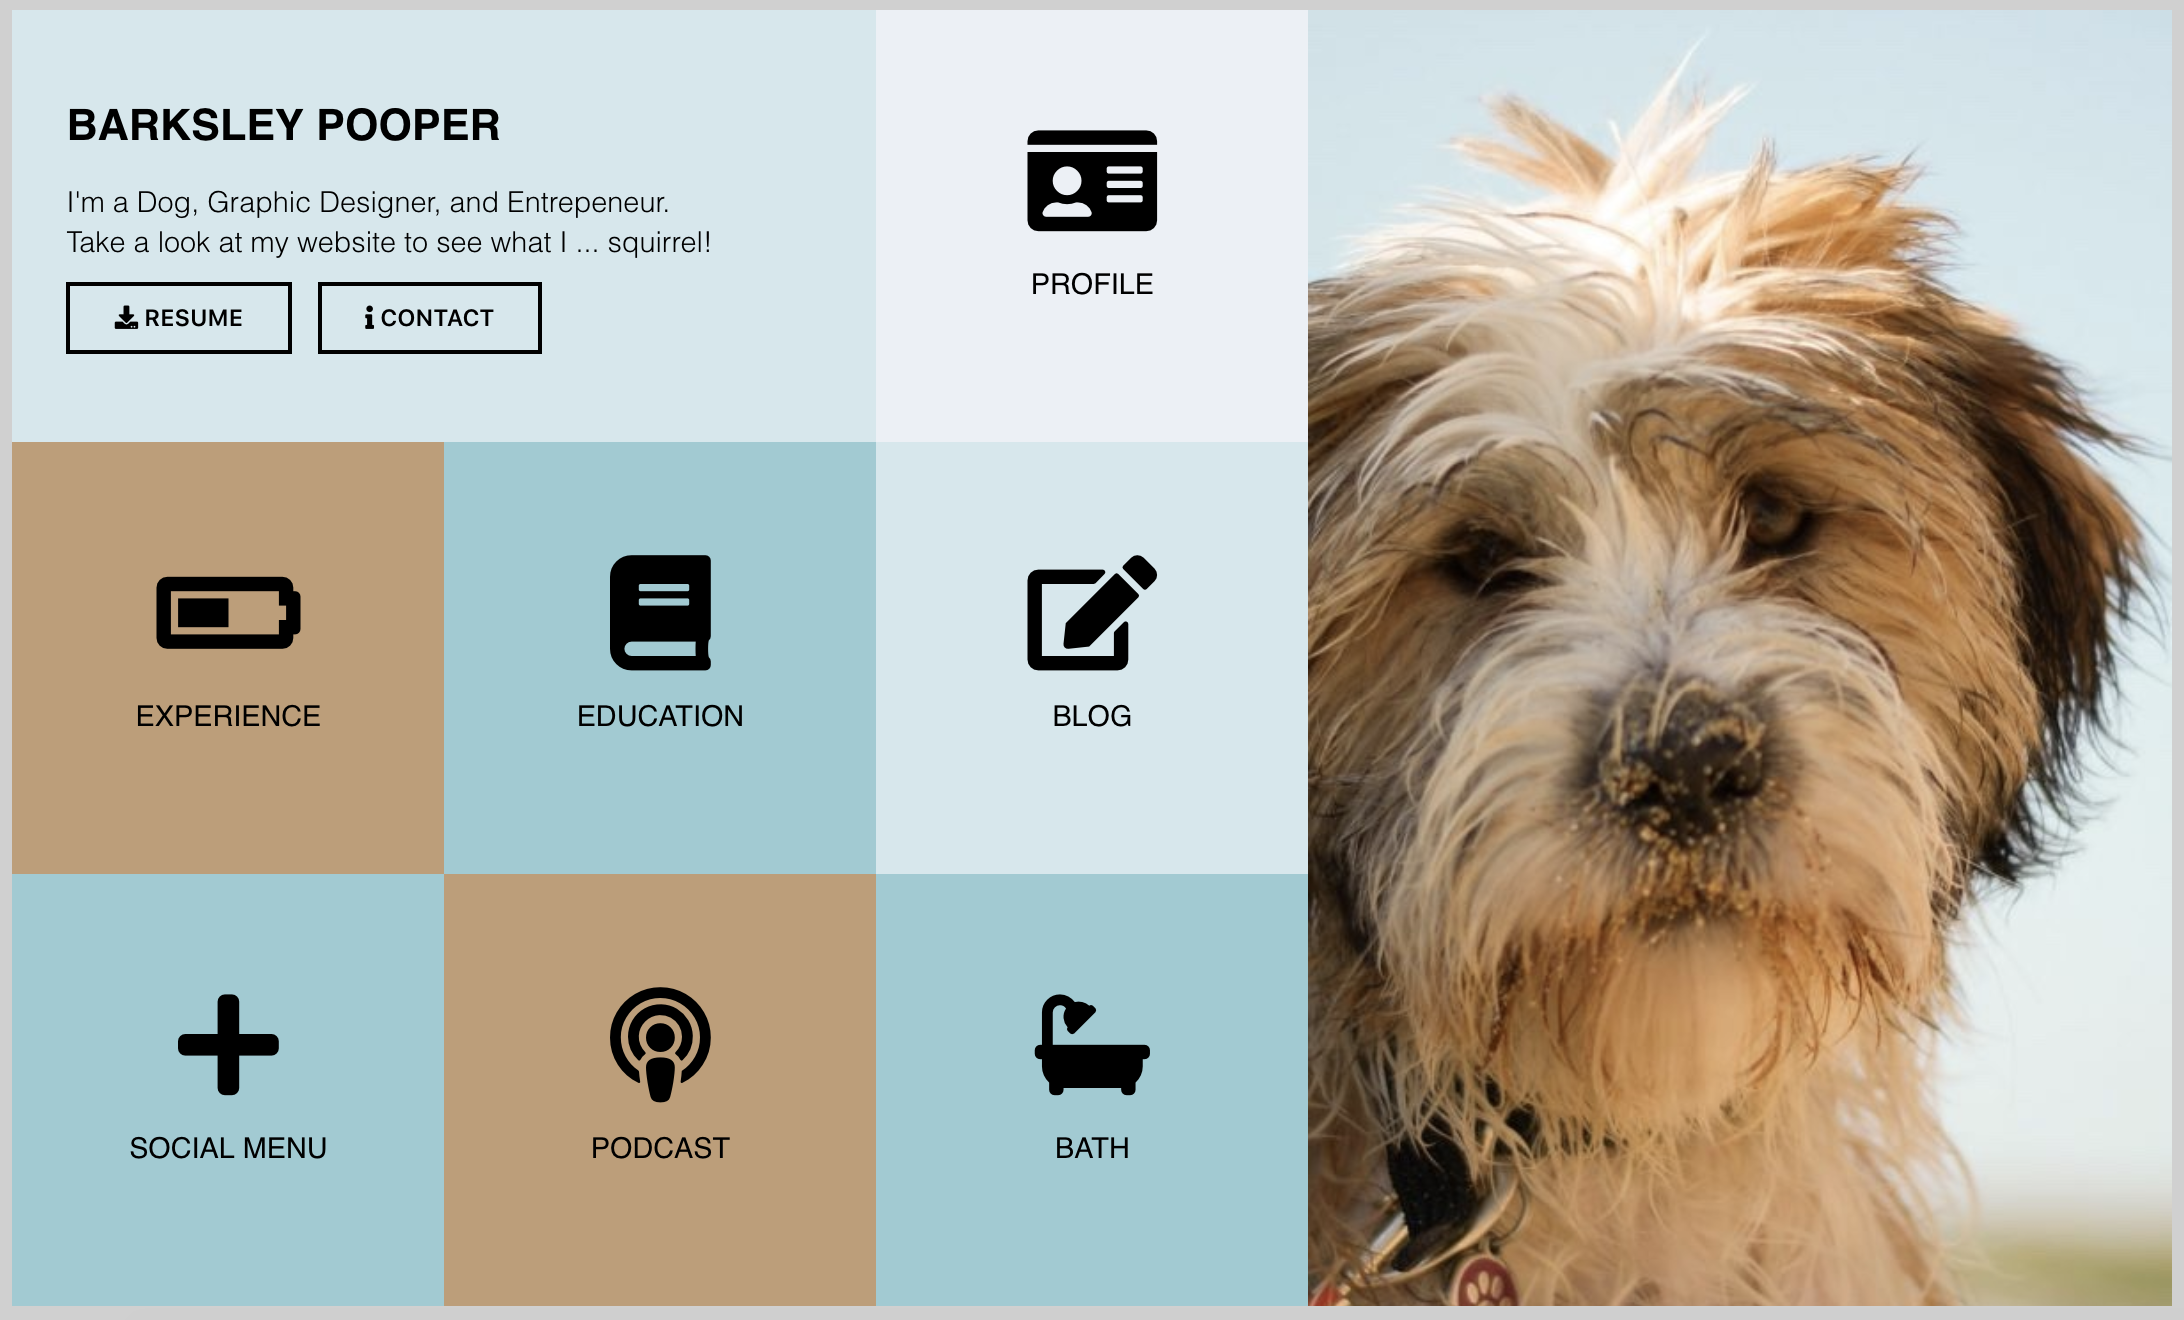 BARKSLEY POOPER
I'm a Dog, Graphic Designer, and Entrepeneur.
Take a look at my website to see what I ... squirrel!
RESUME
CONTACT
PROFILE
EXPERIENCE
EDUCATION
BLOG
SOCIAL MENU
PODCAST
BATH